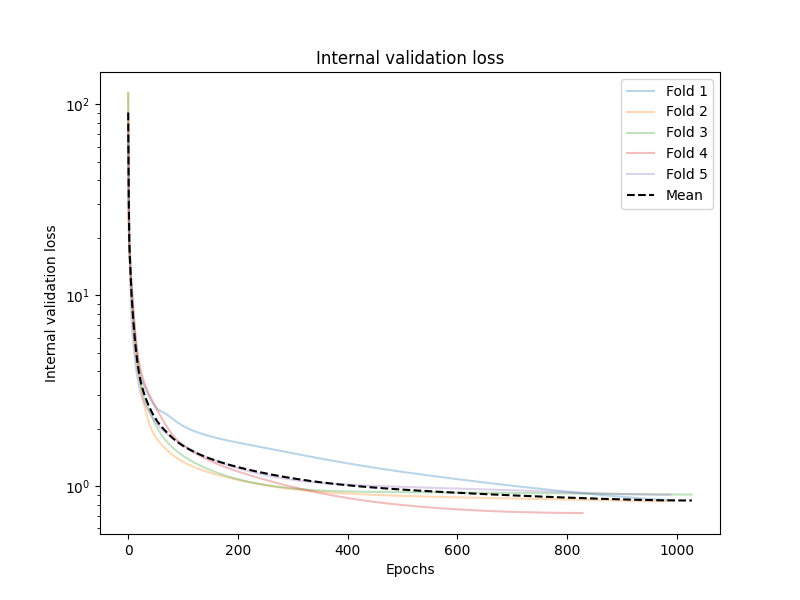 Internal validation loss
Internal validation loss
10²
10¹
10⁰
0
200
400
600
800
1000
Epochs
Fold 1
Fold 2
Fold 3
Fold 4
Fold 5
Mean